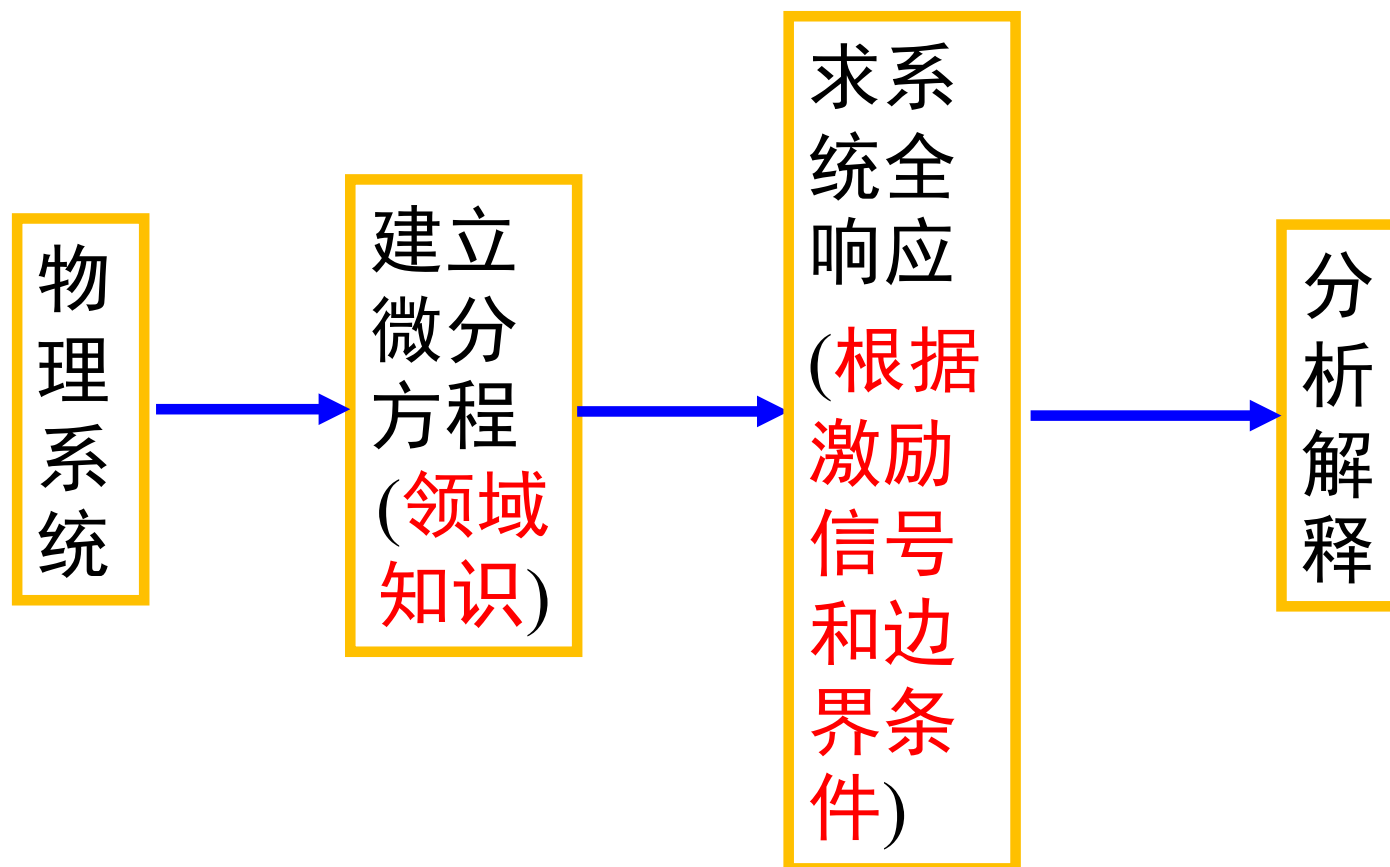 物
理
系
统
建立
微分
方程
(领域
知识)
求系
统全
响应
(根据
激励
信号
和边
界条
件)
分
析
解
释